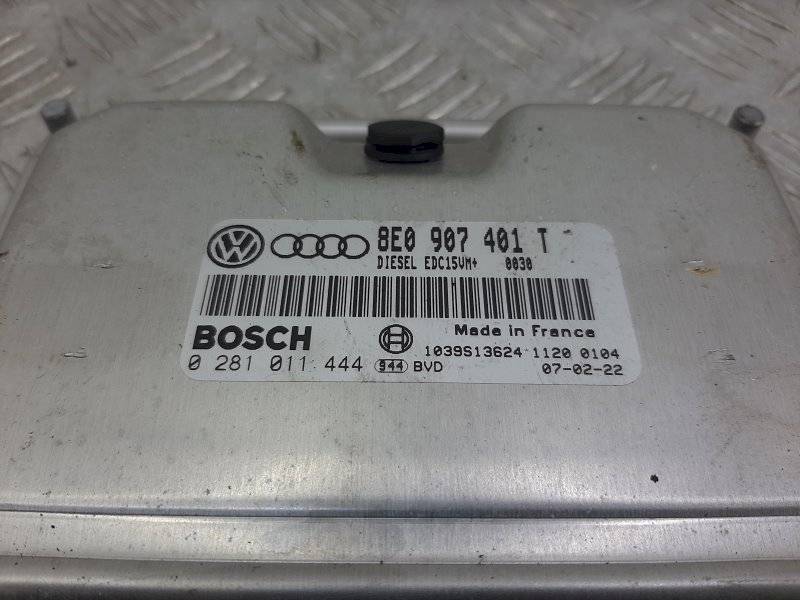 8E0 907 401 T
DIESEL EDC15VM+ 0030
BOSCH
Made in France
1039S13624 1120 0104
0 281 011 444 944 BVD 07-02-22